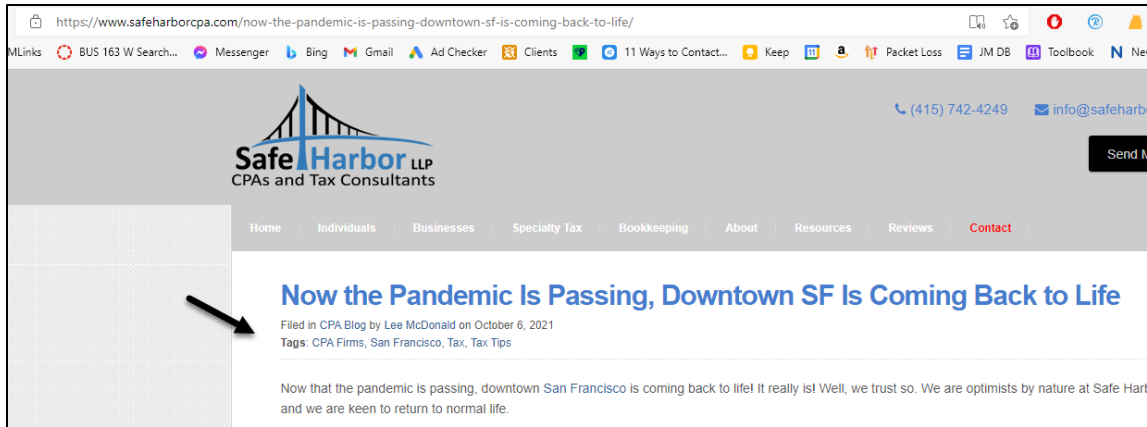 https://www.safeharborcpa.com/now-the-pandemic-is-passing-downtown-sf-is-coming-back-to-life/
MLinks BUS 163 W Search... Messenger Bing Gmail Ad Checker Clients 11 Ways to Contact... Keep Packet Loss JM DB Toolbook
(415) 742-4249 info@safeharb
Send
Safe Harbor LLP
CPAs and Tax Consultants
Home Individuals Businesses Specialty Tax Bookkeeping About Resources Reviews Contact
Now the Pandemic Is Passing, Downtown SF Is Coming Back to Life
Filed in CPA Blog by Lee McDonald on October 6, 2021
Tags: CPA Firms, San Francisco, Tax, Tax Tips
Now that the pandemic is passing, downtown San Francisco is coming back to life! It really is! Well, we trust so. We are optimists by nature at Safe Har
and we are keen to return to normal life.